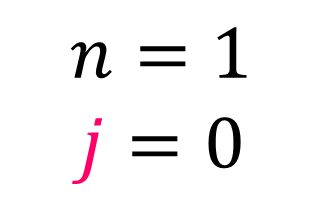 n = 1
j = 0